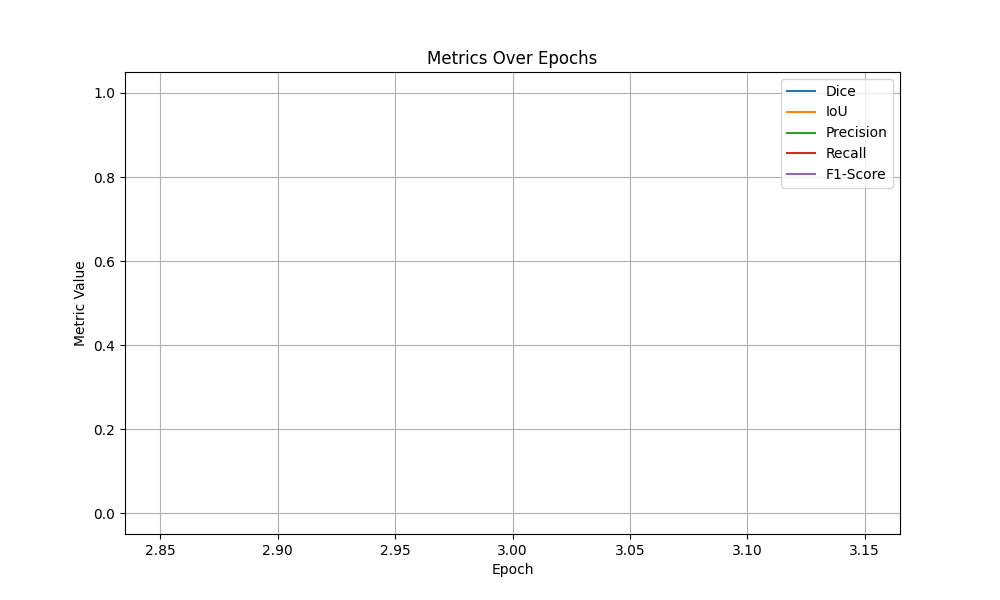 Metrics Over Epochs
Dice
IoU
Precision
Recall
F1-Score
Metric Value
1.0
0.8
0.6
0.4
0.2
0.0
2.85 2.90 2.95 3.00 3.05 3.10 3.15
Epoch